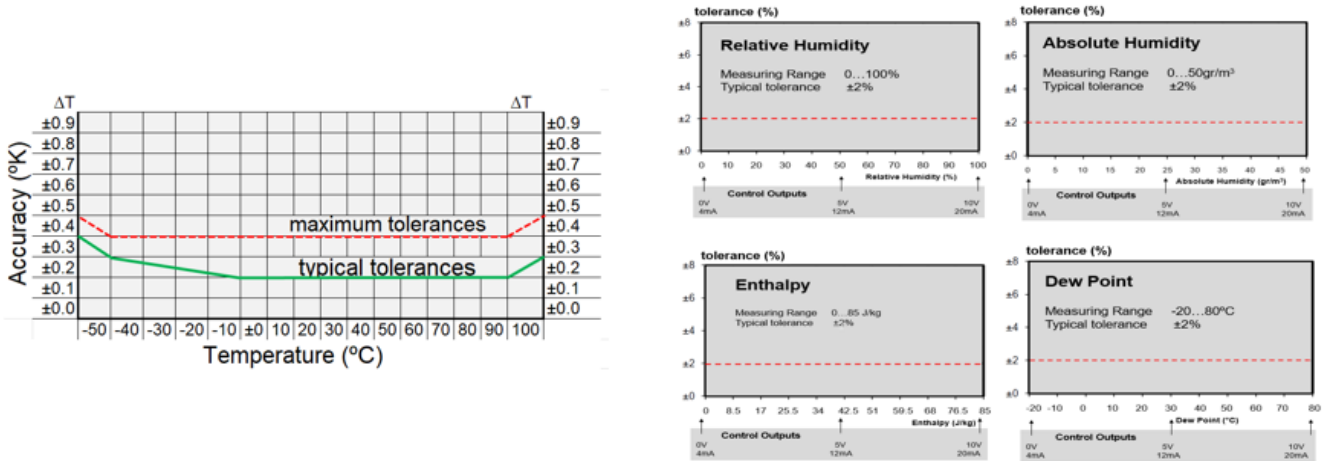 ΔT ΔT
±0.9 ±0.9
±0.8 ±0.8
±0.7 ±0.7
±0.6 ±0.6
±0.5 ±0.5
±0.4 maximum tolerances ±0.4
±0.3 ±0.3
±0.2 typical tolerances ±0.2
±0.1 ±0.1
±0.0 ±0.0
Accuracy (ºK)
-50 -40 -30 -20 -10 ±0 10 20 30 40 50 60 70 80 90 100
Temperature (ºC)
tolerance (%)
±8
±6
±4
±2
±0
Relative Humidity
Measuring Range 0...100%
Typical tolerance ±2%
0 10 20 30 40 50 60 70 80 90 100
Relative Humidity (%)
Control Outputs
0V 5V 10V
4mA 12mA 20mA
tolerance (%)
±8
±6
±4
±2
±0
Absolute Humidity
Measuring Range 0...50gr/m³
Typical tolerance ±2%
0 5 10 15 20 25 30 35 40 45 50
Absolute Humidity (gr/m³)
Control Outputs
0V 5V 10V
4mA 12mA 20mA
tolerance (%)
±8
±6
±4
±2
±0
Enthalpy
Measuring Range 0...85 J/kg
Typical tolerance ±2%
0 8.5 17 25.5 34 42.5 51 59.5 68 76.5 85
Enthalpy (J/kg)
Control Outputs
0V 5V 10V
4mA 12mA 20mA
tolerance (%)
±8
±6
±4
±2
±0
Dew Point
Measuring Range -20...80ºC
Typical tolerance ±2%
-20 -10 0 10 20 30 40 50 60 70 80
Dew Point (°C)
Control Outputs
0V 5V 10V
4mA 12mA 20mA